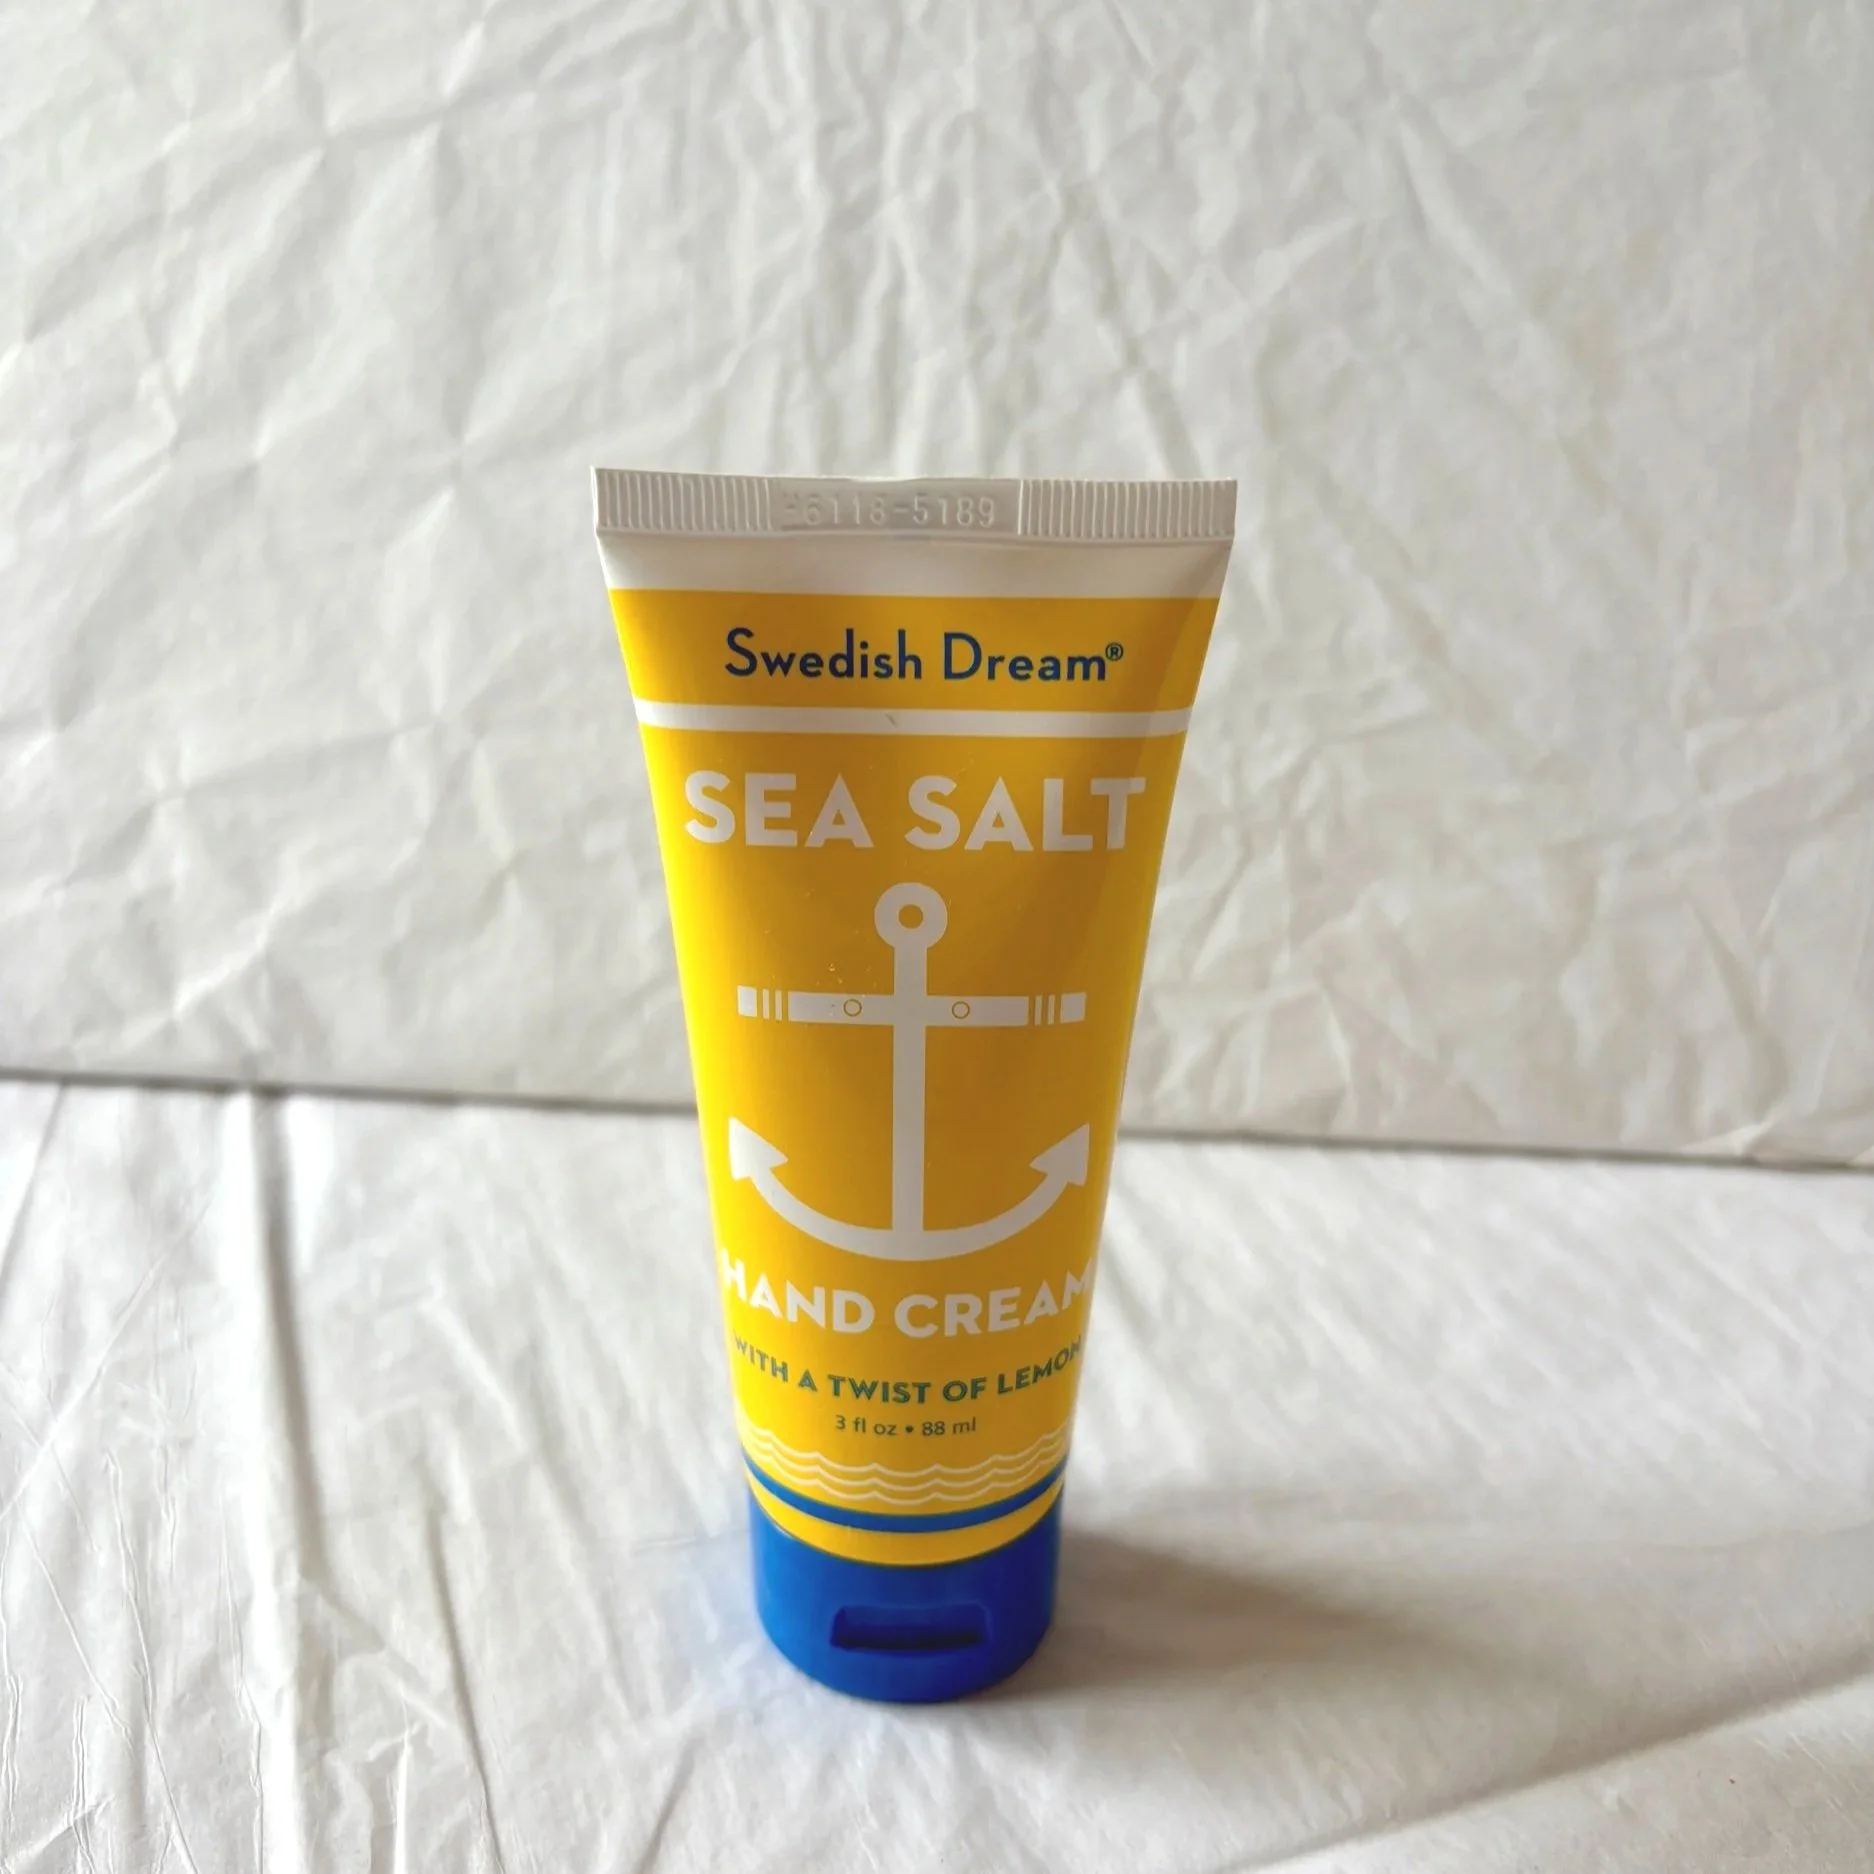 6118-5189
Swedish Dream®
SEA SALT
HAND CREAM
WITH A TWIST OF LEMON
3 fl oz • 88 ml